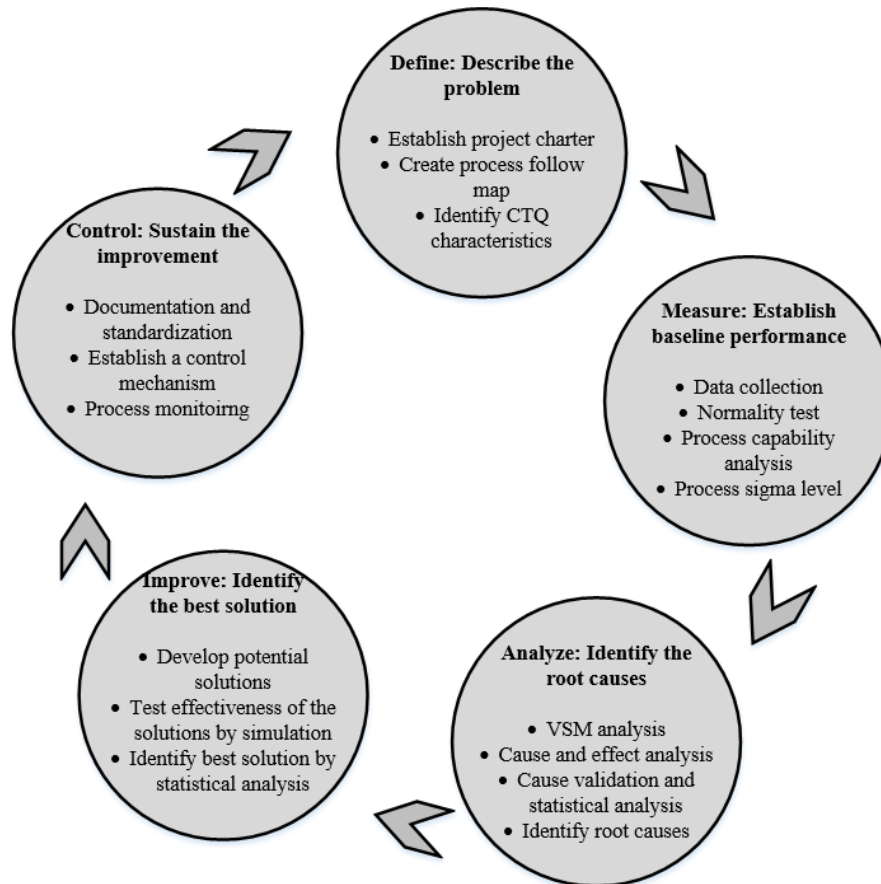 Define: Describe the
problem
• Establish project charter
• Create process follow
map
• Identify CTQ
characteristics
Measure: Establish
baseline performance
• Data collection
• Normality test
• Process capability
analysis
• Process sigma level
Analyze: Identify the
root causes
• VSM analysis
• Cause and effect analysis
• Cause validation and
statistical analysis
• Identify root causes
Improve: Identify
the best solution
• Develop potential
solutions
• Test effectiveness of the
solutions by simulation
• Identify best solution by
statistical analysis
Control: Sustain the
improvement
• Documentation and
standardization
• Establish a control
mechanism
• Process monitoirng